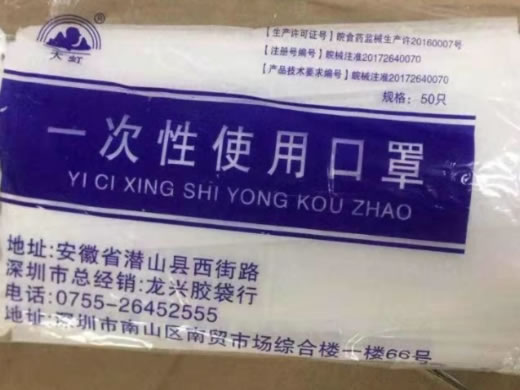 天虹
【生产许可证号】皖食药监械生产许20160007号
【注册号编号】皖械注准20172640070
【产品技术要求编号】皖械注准20172640070
规格：50只
一次性使用口罩
YI CI XING SHI YONG KOU ZHAO
地址:安徽省潜山县西街路
深圳市总经销:龙兴胶袋行
电话:0755-26452555
地址:深圳市南山区南贸市场综合楼一楼66号